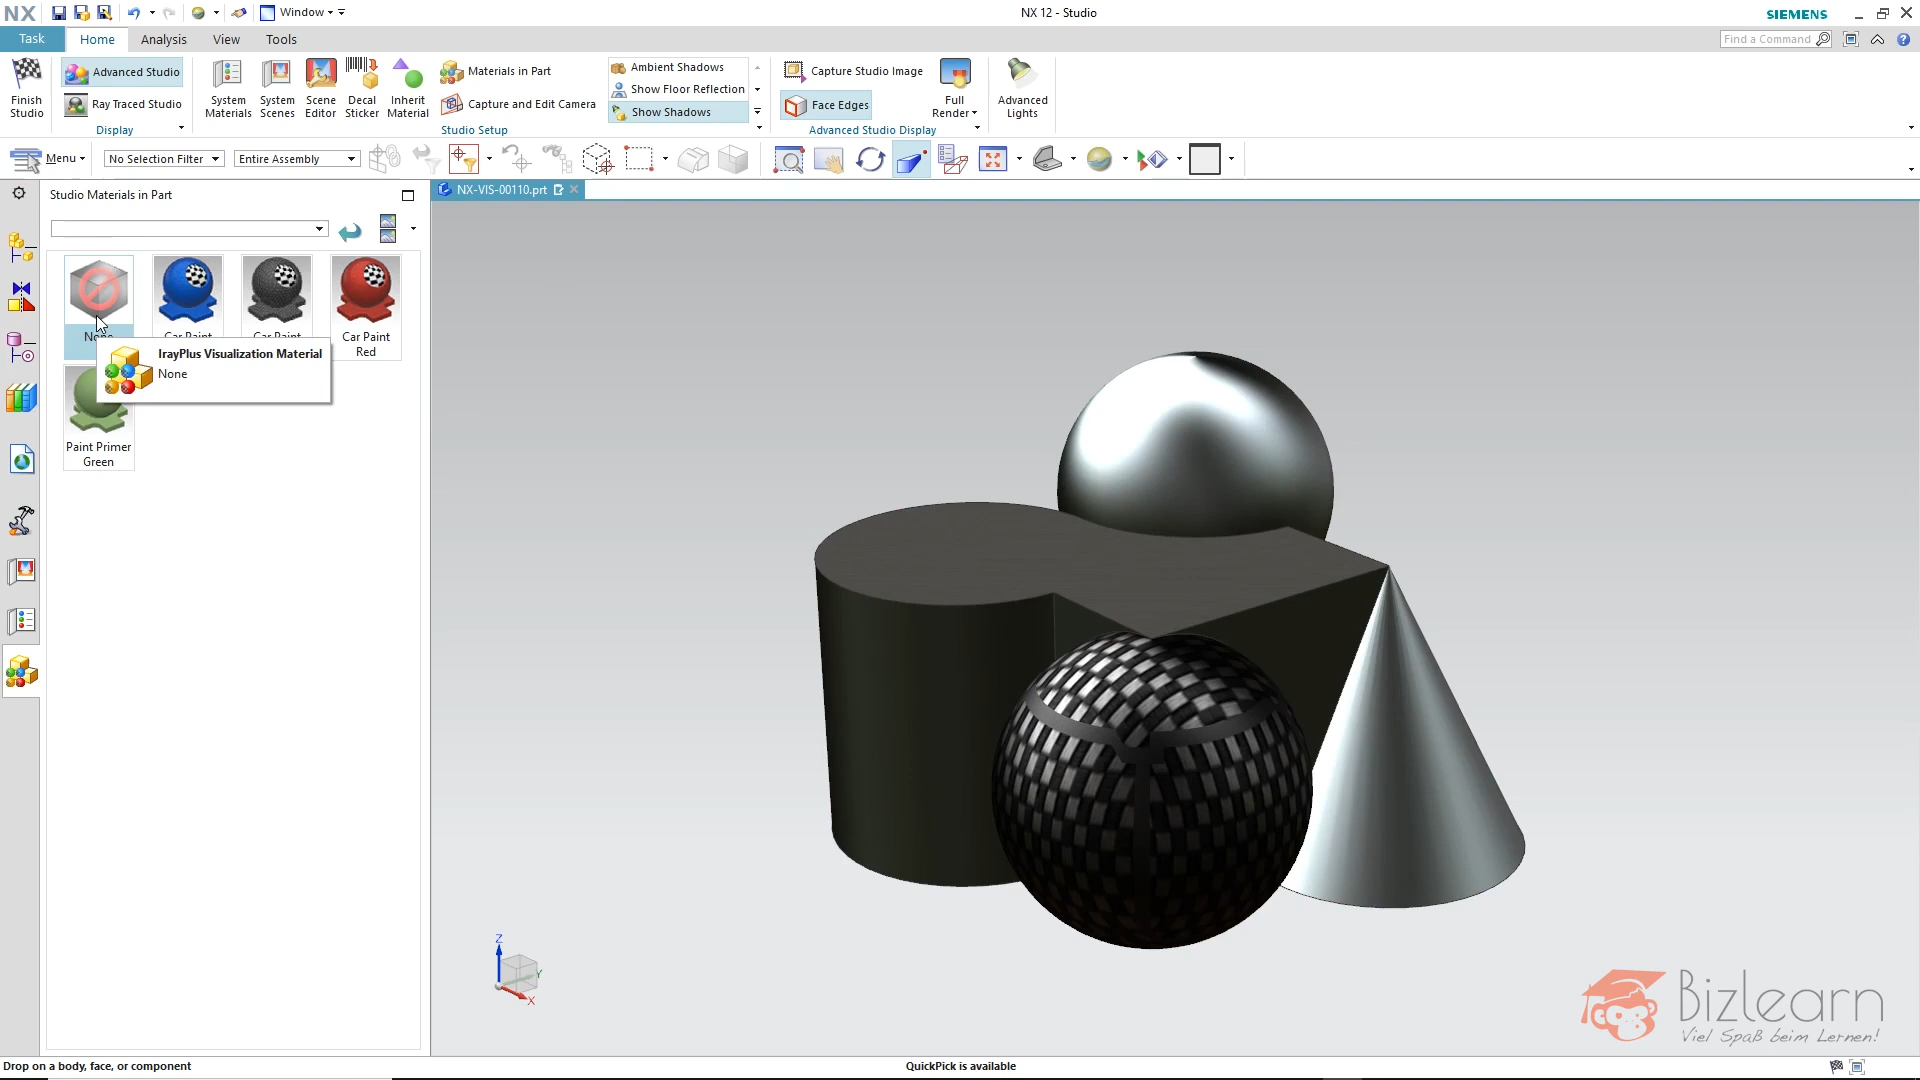 NX
Window
NX 12 - Studio
SIEMENS
Task
Home
Analysis
View
Tools
Find a Command
Finish Studio
Advanced Studio
Ray Traced Studio
Display
System Materials
System Scenes
Scene Editor
Decal Sticker
Inherit Material
Materials in Part
Capture and Edit Camera
Studio Setup
Ambient Shadows
Show Floor Reflection
Show Shadows
Capture Studio Image
Face Edges
Full Render
Advanced Studio Display
Advanced Lights
Menu
No Selection Filter
Entire Assembly
Studio Materials in Part
NX-VIS-00110.prt
None
Car Paint
Car Paint
Car Paint
Red
IrayPlus Visualization Material
None
Paint Primer
Green
Z
Y
X
Bizlearn
Viel Spaß beim Lernen!
Drop on a body, face, or component
QuickPick is available